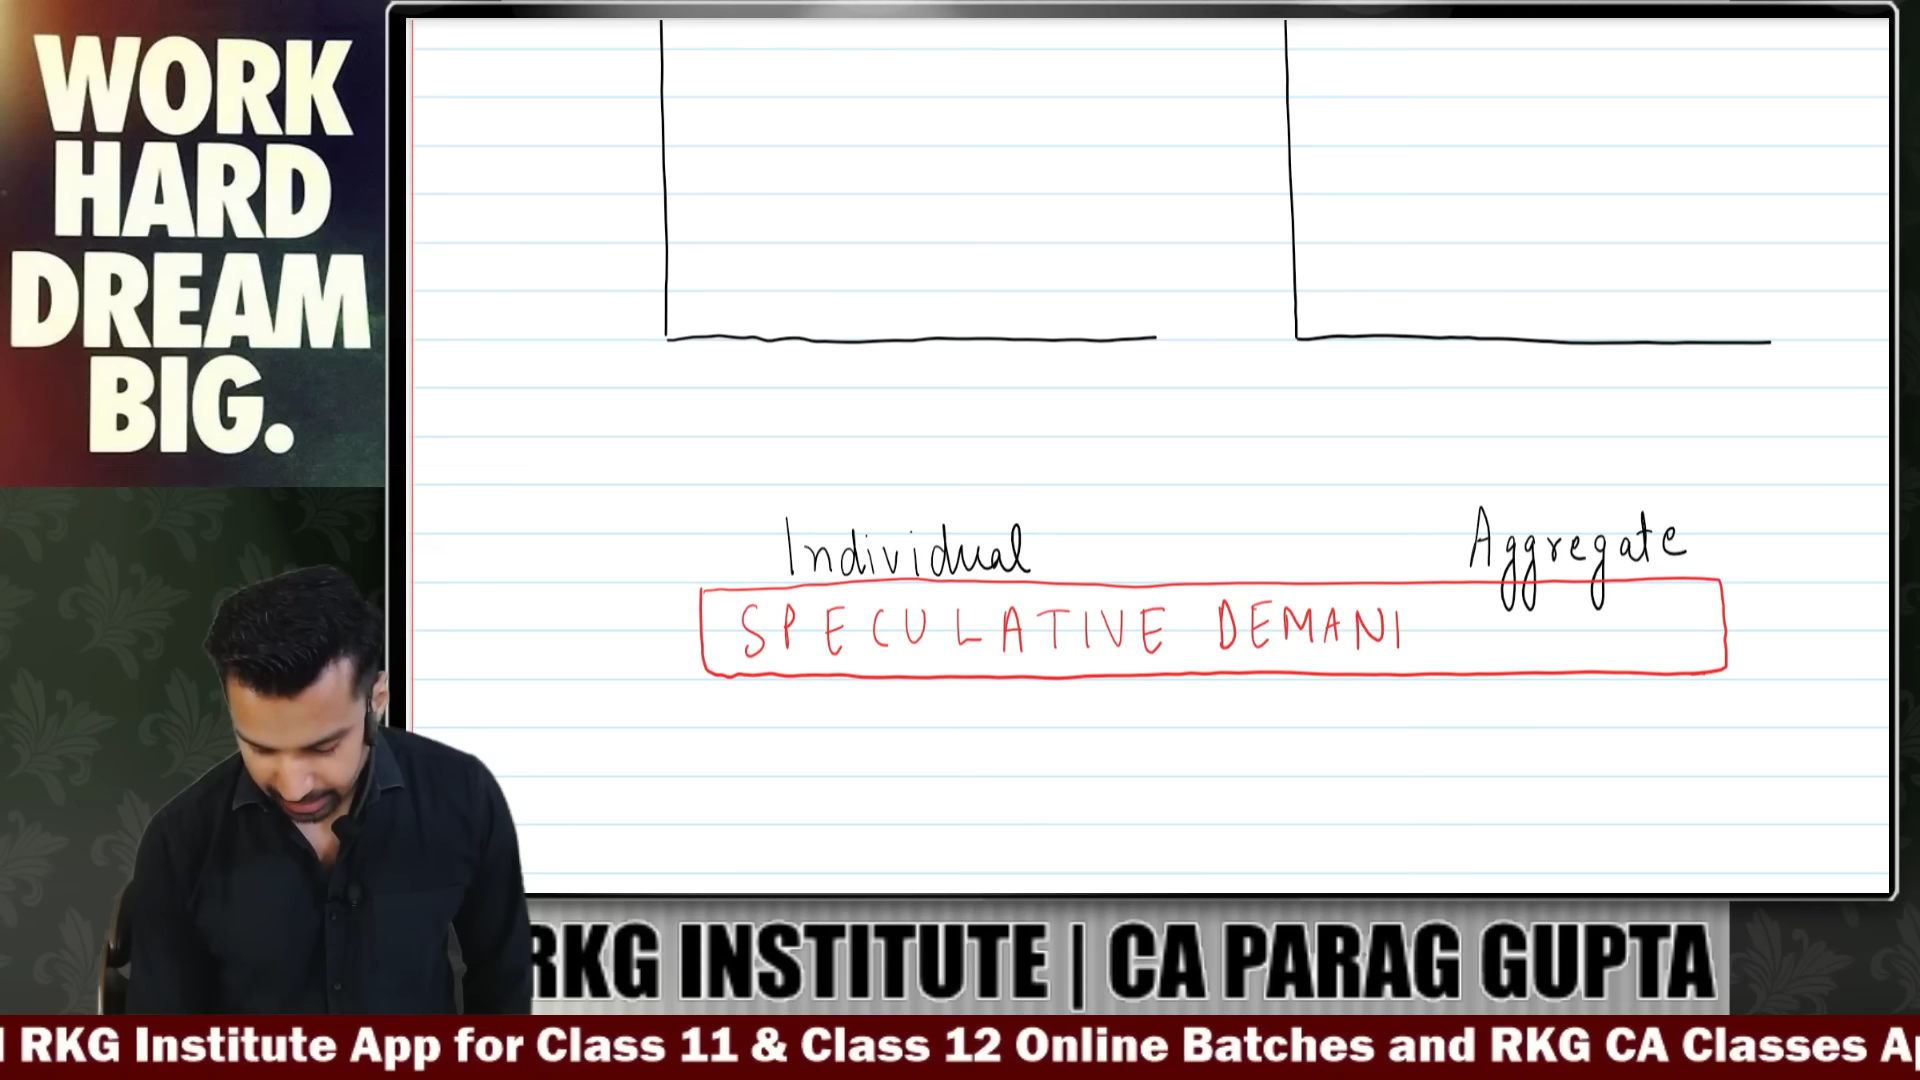 WORK
HARD
DREAM
BIG.
Individual
Aggregate
SPECULATIVE DEMANI
RKG INSTITUTE | CA PARAG GUPTA
RKG Institute App for Class 11 & Class 12 Online Batches and RKG CA Classes